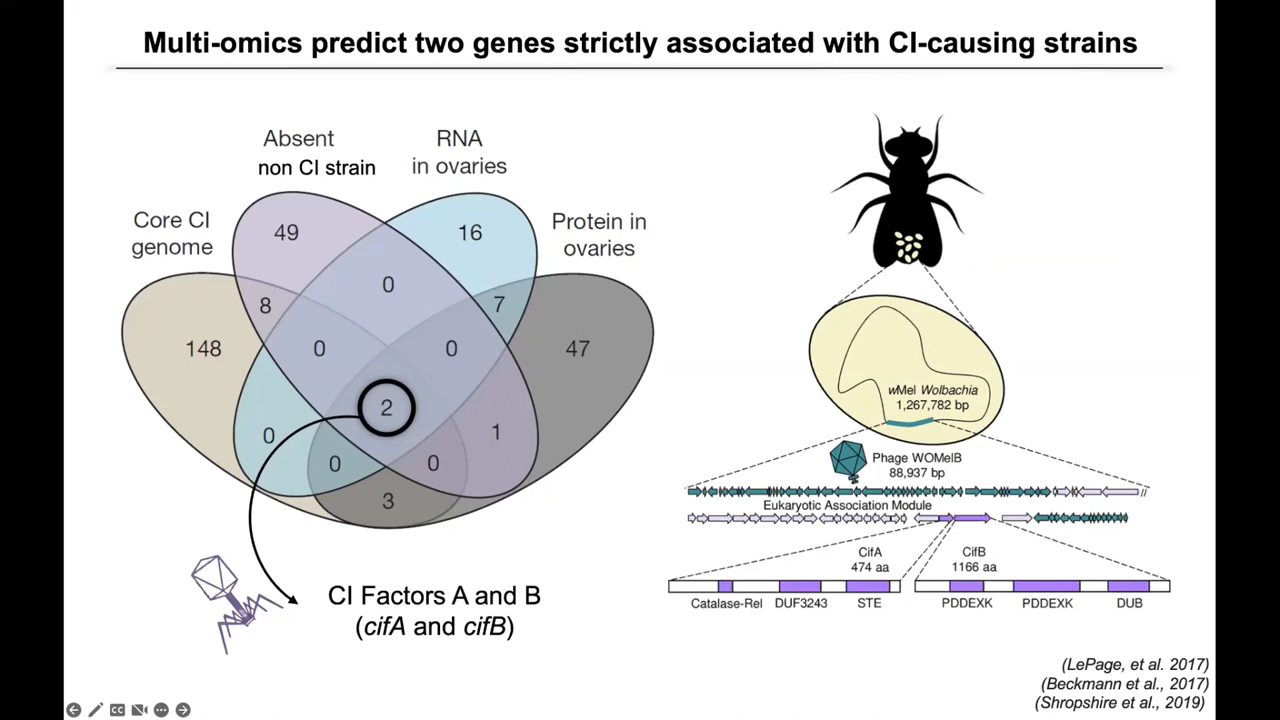 Multi-omics predict two genes strictly associated with CI-causing strains
Absent
non CI strain
RNA
in ovaries
Core CI
genome
Protein in
ovaries
49
16
0
8
7
148
0
0
47
2
0
1
0
0
3
CI Factors A and B
(cifA and cifB)
wMel Wolbachia
1,267,782 bp
Phage WOMelB
88,937 bp
Eukaryotic Association Module
CifA
474 aa
CifB
1166 aa
Catalase-Rel
DUF3243
STE
PDDEXK
PDDEXK
DUB
(LePage, et al. 2017)
(Beckmann et al., 2017)
(Shropshire et al., 2019)
CC